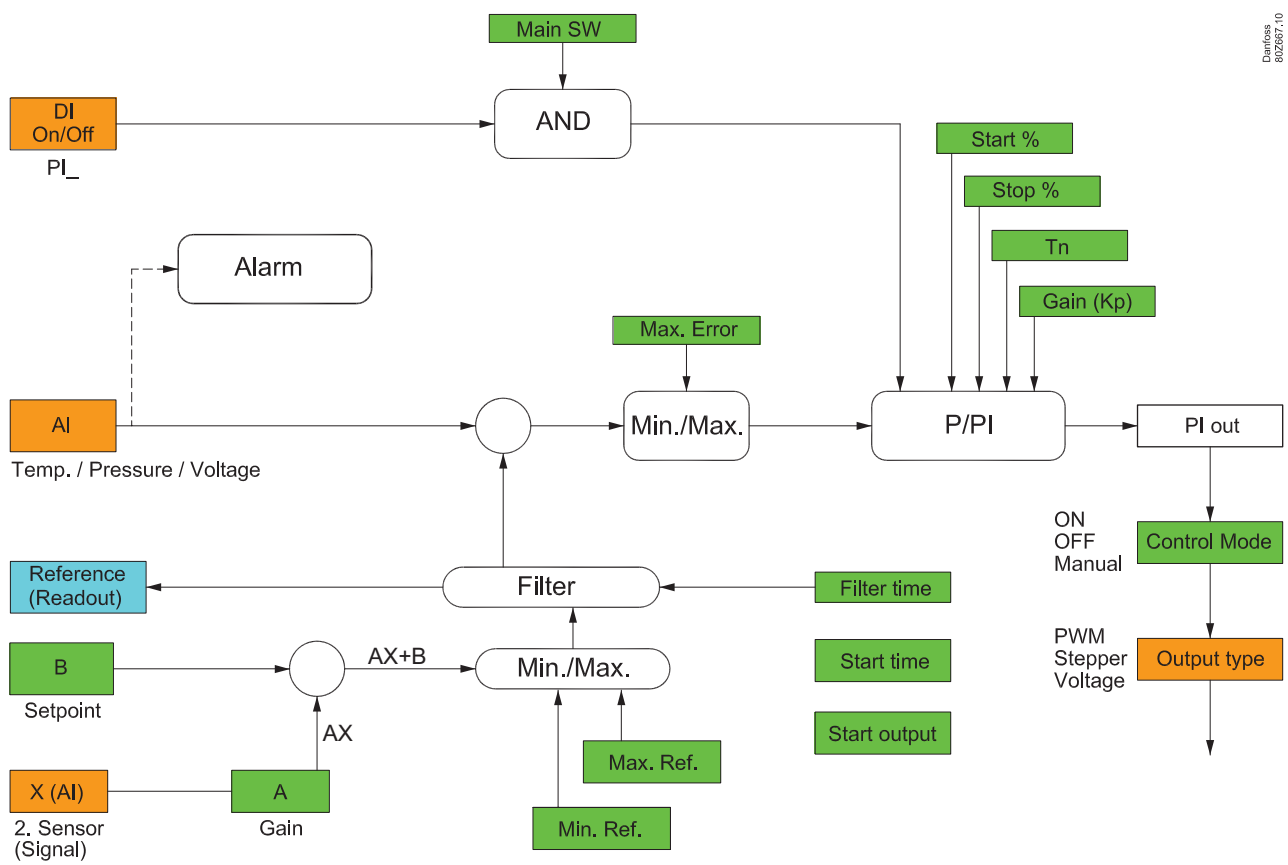 Main SW
Danfoss
80Z667.10
DI
On/Off
PI_
AND
Start %
Stop %
Tn
Gain (Kp)
Alarm
Max. Error
AI
Temp. / Pressure / Voltage
Min./Max.
P/PI
PI out
ON
OFF
Manual
Control Mode
Reference
(Readout)
Filter
Filter time
B
Setpoint
AX+B
Min./Max.
Start time
PWM
Stepper
Voltage
Output type
AX
Start output
Max. Ref.
X (AI)
2. Sensor
(Signal)
A
Gain
Min. Ref.